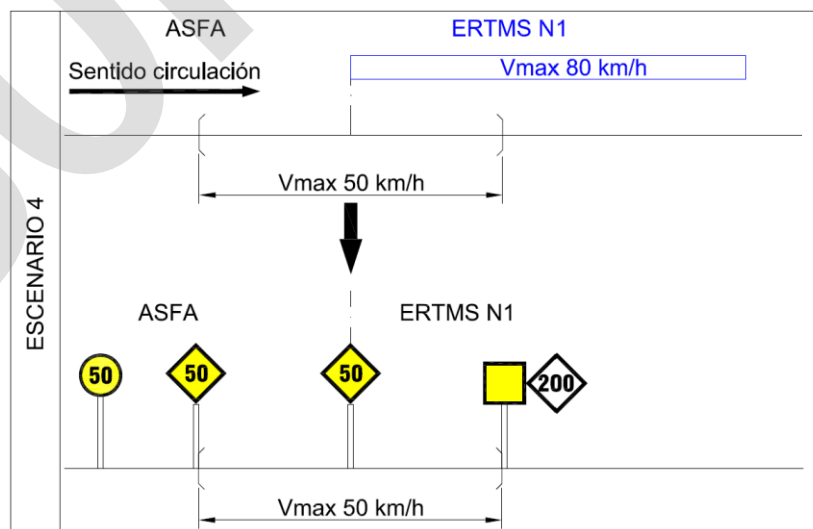 ESCENARIO 4
ASFA
ERTMS N1
Sentido circulación
Vmax 80 km/h
Vmax 50 km/h
ASFA
ERTMS N1
50
50
50
200
Vmax 50 km/h